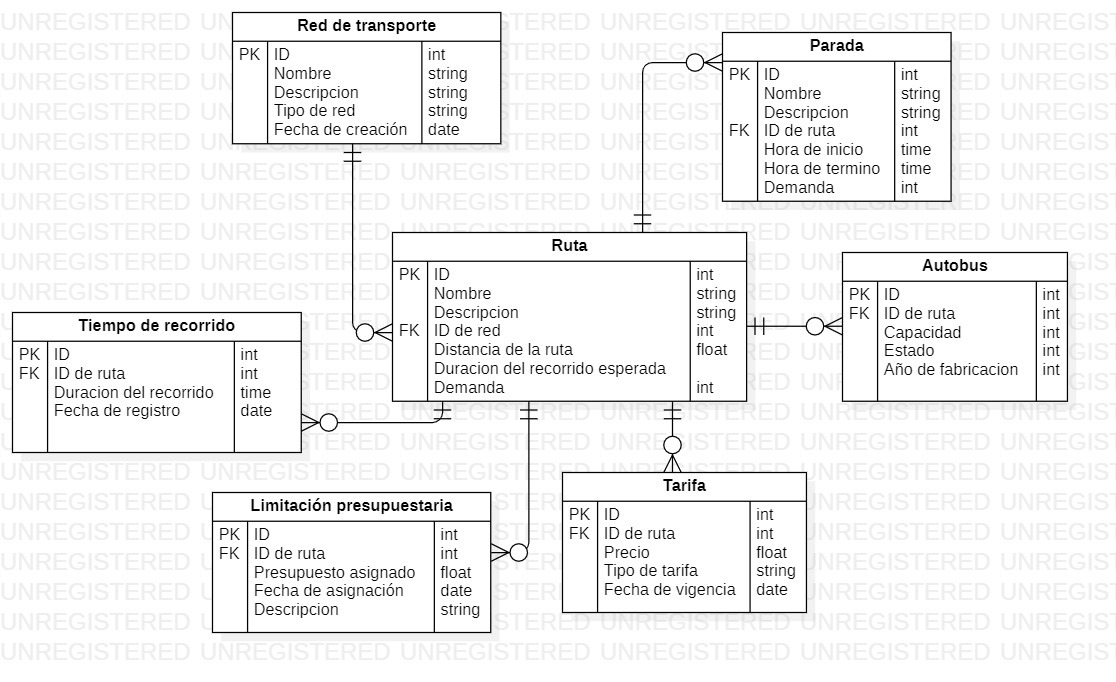 Red de transporte
PK ID int
Nombre string
Descripcion string
Tipo de red string
Fecha de creación date
Parada
PK ID int
Nombre string
Descripcion string
FK ID de ruta int
Hora de inicio time
Hora de termino time
Demanda int
Ruta
PK ID int
Nombre string
Descripcion string
FK ID de red int
Distancia de la ruta float
Duracion del recorrido esperada
Demanda int
Autobus
PK ID int
FK ID de ruta int
Capacidad int
Estado int
Año de fabricacion int
Tiempo de recorrido
PK ID int
FK ID de ruta int
Duracion del recorrido time
Fecha de registro date
Limitación presupuestaria
PK ID int
FK ID de ruta int
Presupuesto asignado float
Fecha de asignación date
Descripcion string
Tarifa
PK ID int
FK ID de ruta int
Precio float
Tipo de tarifa string
Fecha de vigencia date
UNREGISTERED